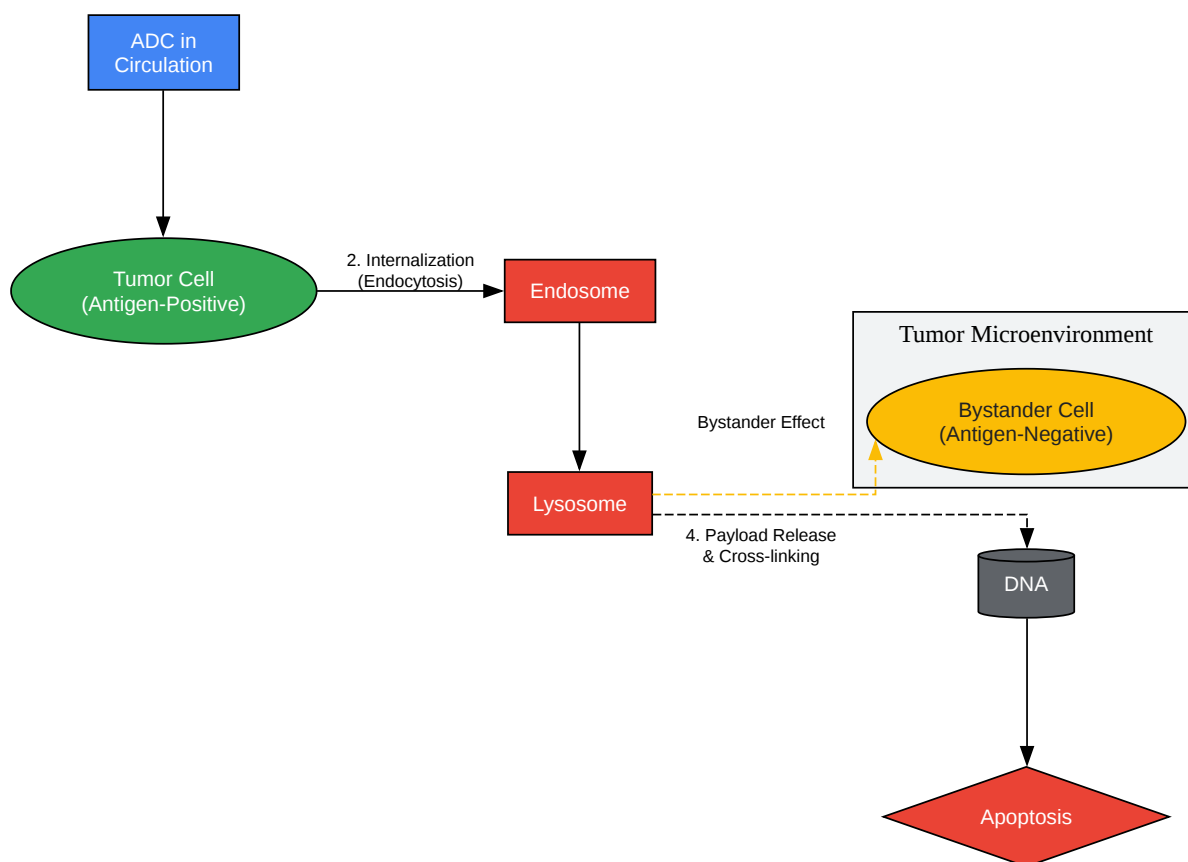 ADC in
Circulation
Tumor Cell
(Antigen-Positive)
2. Internalization
(Endocytosis)
Endosome
Tumor Microenvironment
Bystander Cell
(Antigen-Negative)
Bystander Effect
Lysosome
4. Payload Release
& Cross-linking
DNA
Apoptosis